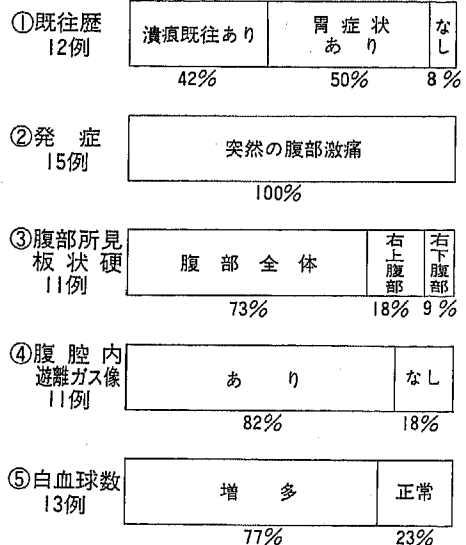 ①既往歴
12例
潰瘍既往あり
胃症状
あり
なし
42%
50%
8%
②発症
15例
突然の腹部激痛
100%
③腹部所見
板状硬
11例
腹部全体
右上腹部
右下腹部
73%
18%
9%
④腹腔内
遊離ガス像
11例
あり
なし
82%
18%
⑤白血球数
13例
増多
正常
77%
23%